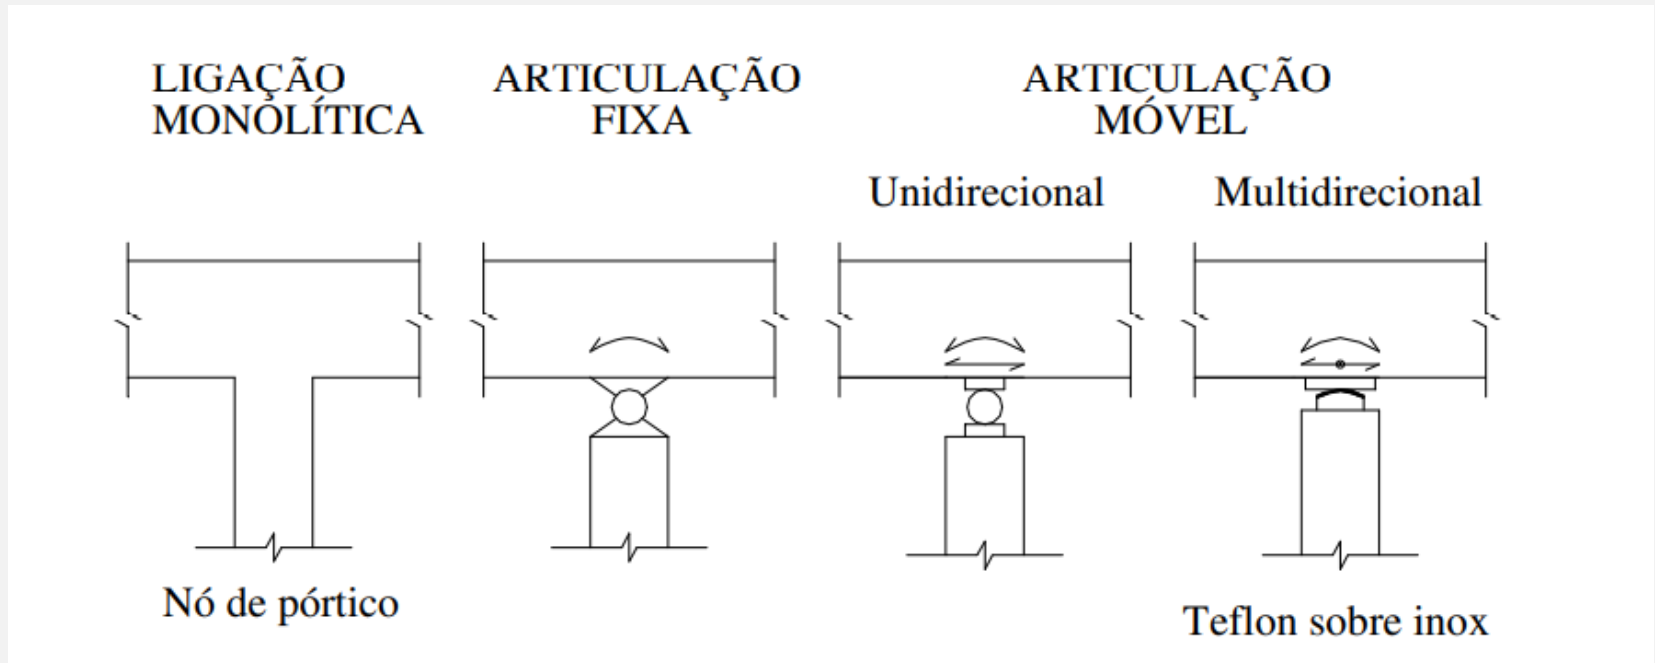 LIGAÇÃO
MONOLÍTICA
ARTICULAÇÃO
FIXA
ARTICULAÇÃO
MÓVEL
Unidirecional
Multidirecional
Nó de pórtico
Teflon sobre inox